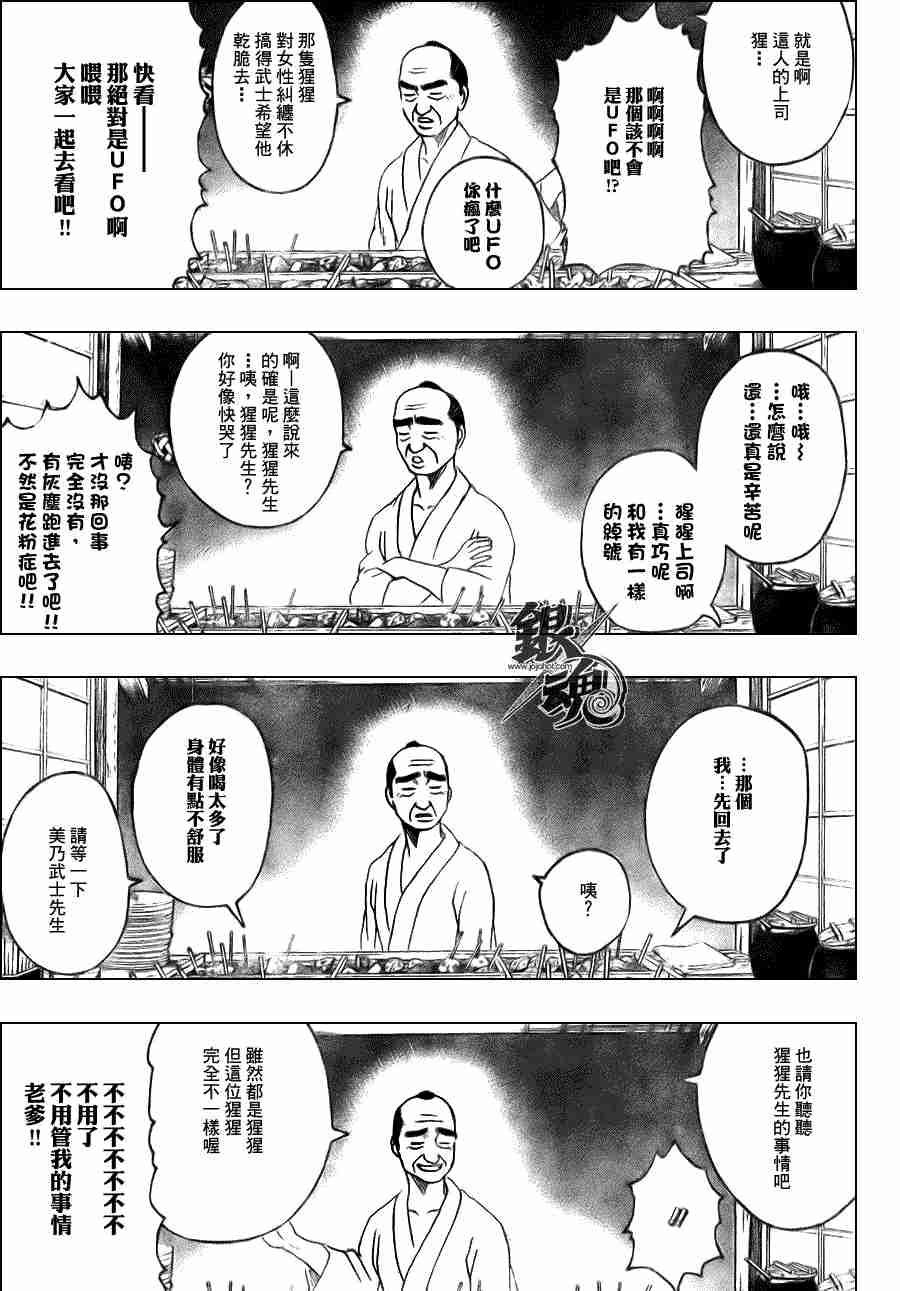 就是啊
這人的上司
猩…
啊啊啊啊
那個該不會
是UFO吧!?
什麼UFO
你瘋了吧
那隻猩猩
對女性糾纏不休
搞得武士希望他
乾脆去…
快看——
那絕對是UFO啊
喂喂
大家一起去看吧!!
哦…哦~
…怎麼說
還…還真是辛苦呢
猩猩上司啊
…真巧呢
和我有一樣
的綽號
啊—這麼說來
的確是呢，猩猩先生
…咦，猩猩先生?
你好像快哭了
咦?
才沒那回事
完全沒有，
有灰塵跑進去了吧!!
不然是花粉症吧!!
銀魂
www.jojohot.com
…那個
我…先回去了
咦?
好像喝太多了
身體有點不舒服
請等一下
美乃武士先生
也請你聽聽
猩猩先生的事情吧
!!
雖然都是猩猩
但這位猩猩
完全不一樣喔
不不不不不不
不用了
不用管我的事情
老爹!!